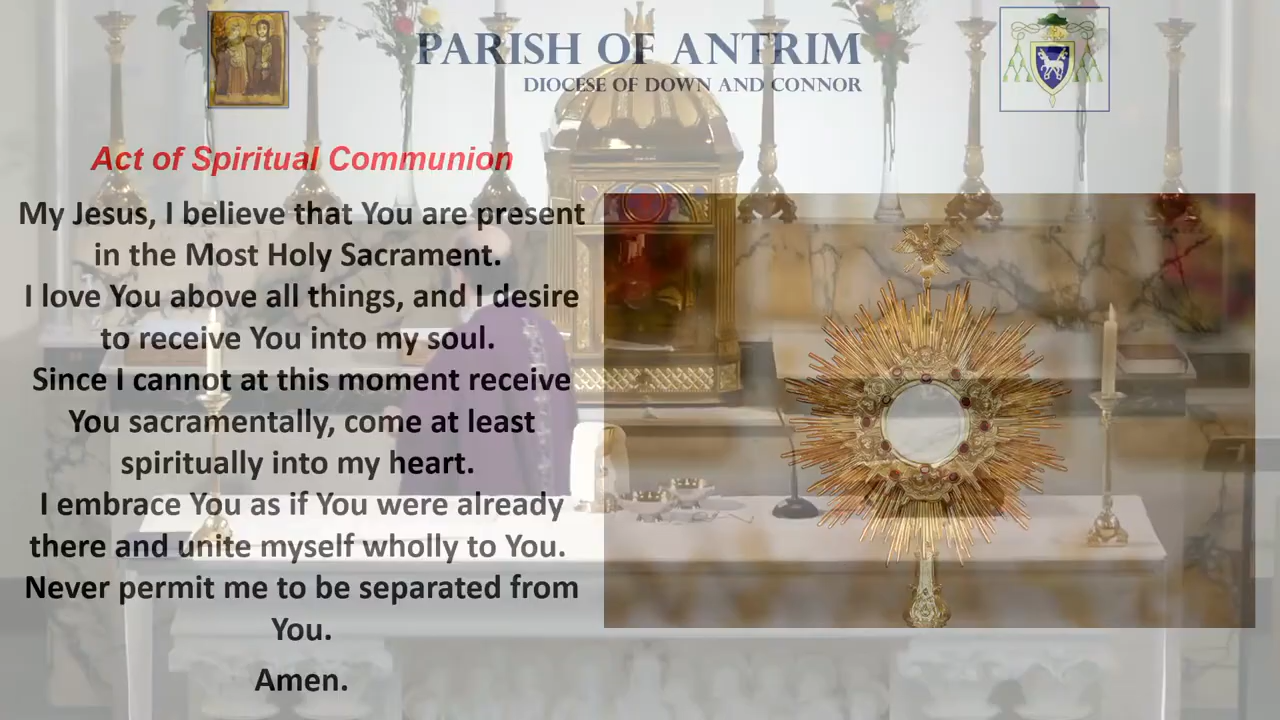 PARISH OF ANTRIM
DIOCESE OF DOWN AND CONNOR
Act of Spiritual Communion
My Jesus, I believe that You are present
in the Most Holy Sacrament.
I love You above all things, and I desire
to receive You into my soul.
Since I cannot at this moment receive
You sacramentally, come at least
spiritually into my heart.
I embrace You as if You were already
there and unite myself wholly to You.
Never permit me to be separated from
You.
Amen.